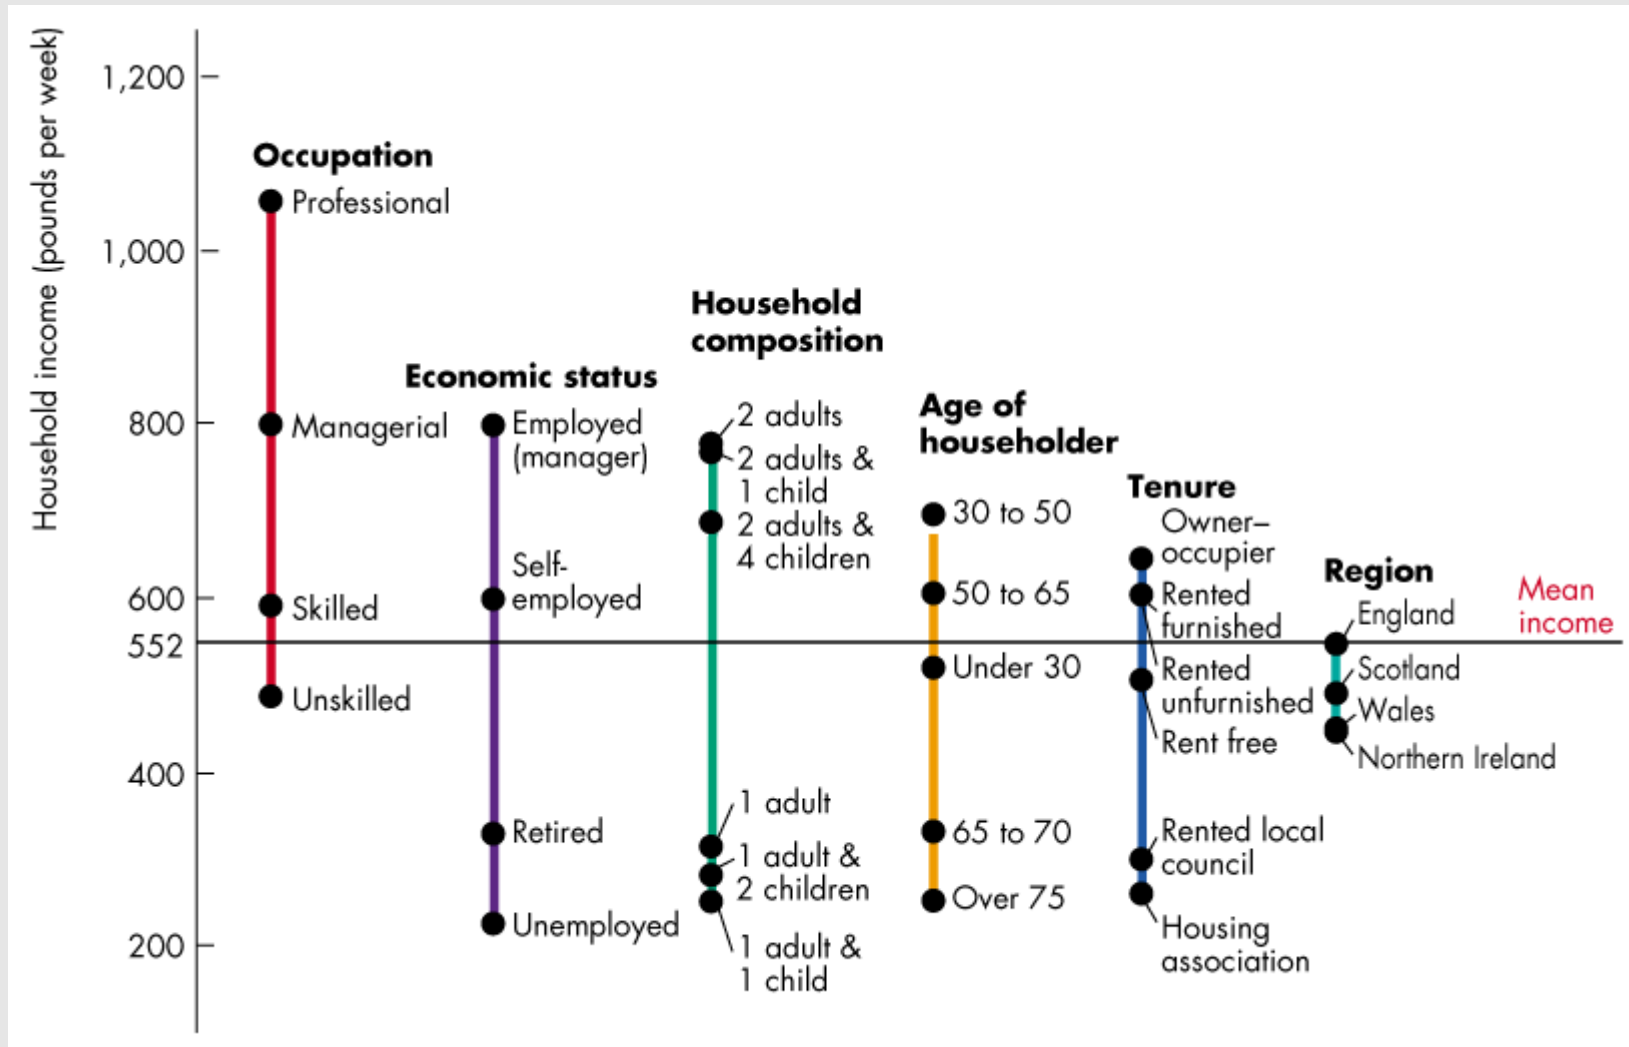 Household income (pounds per week)
1,200
1,000
800
600
552
400
200
Occupation
Professional
Managerial
Skilled
Unskilled
Economic status
Employed
(manager)
Self-
employed
Retired
Unemployed
Household
composition
2 adults
2 adults &
1 child
2 adults &
4 children
1 adult
1 adult &
2 children
1 adult &
1 child
Age of
householder
30 to 50
50 to 65
Under 30
65 to 70
Over 75
Tenure
Owner–
occupier
Rented
furnished
Rented
unfurnished
Rent free
Rented local
council
Housing
association
Region
England
Scotland
Wales
Northern Ireland
Mean
income